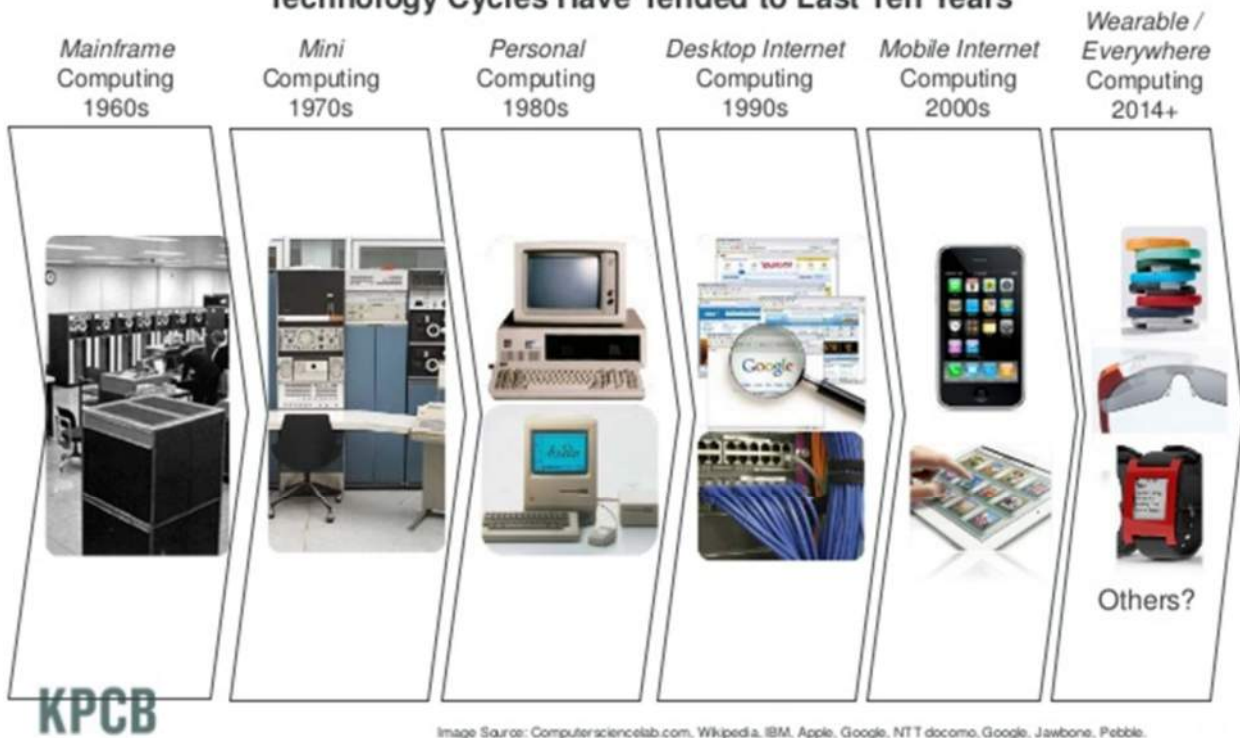 Technology Cycles Have Tended to Last Ten Years
Mainframe
Computing
1960s
Mini
Computing
1970s
Personal
Computing
1980s
Desktop Internet
Computing
1990s
Mobile Internet
Computing
2000s
Wearable /
Everywhere
Computing
2014+
YAHOO!
Google
hello
Others?
KPCB
Image Source: Computersciencelab.com, Wikipedia, IBM, Apple, Google, NTT docomo, Google, Jawbone, Pebble.